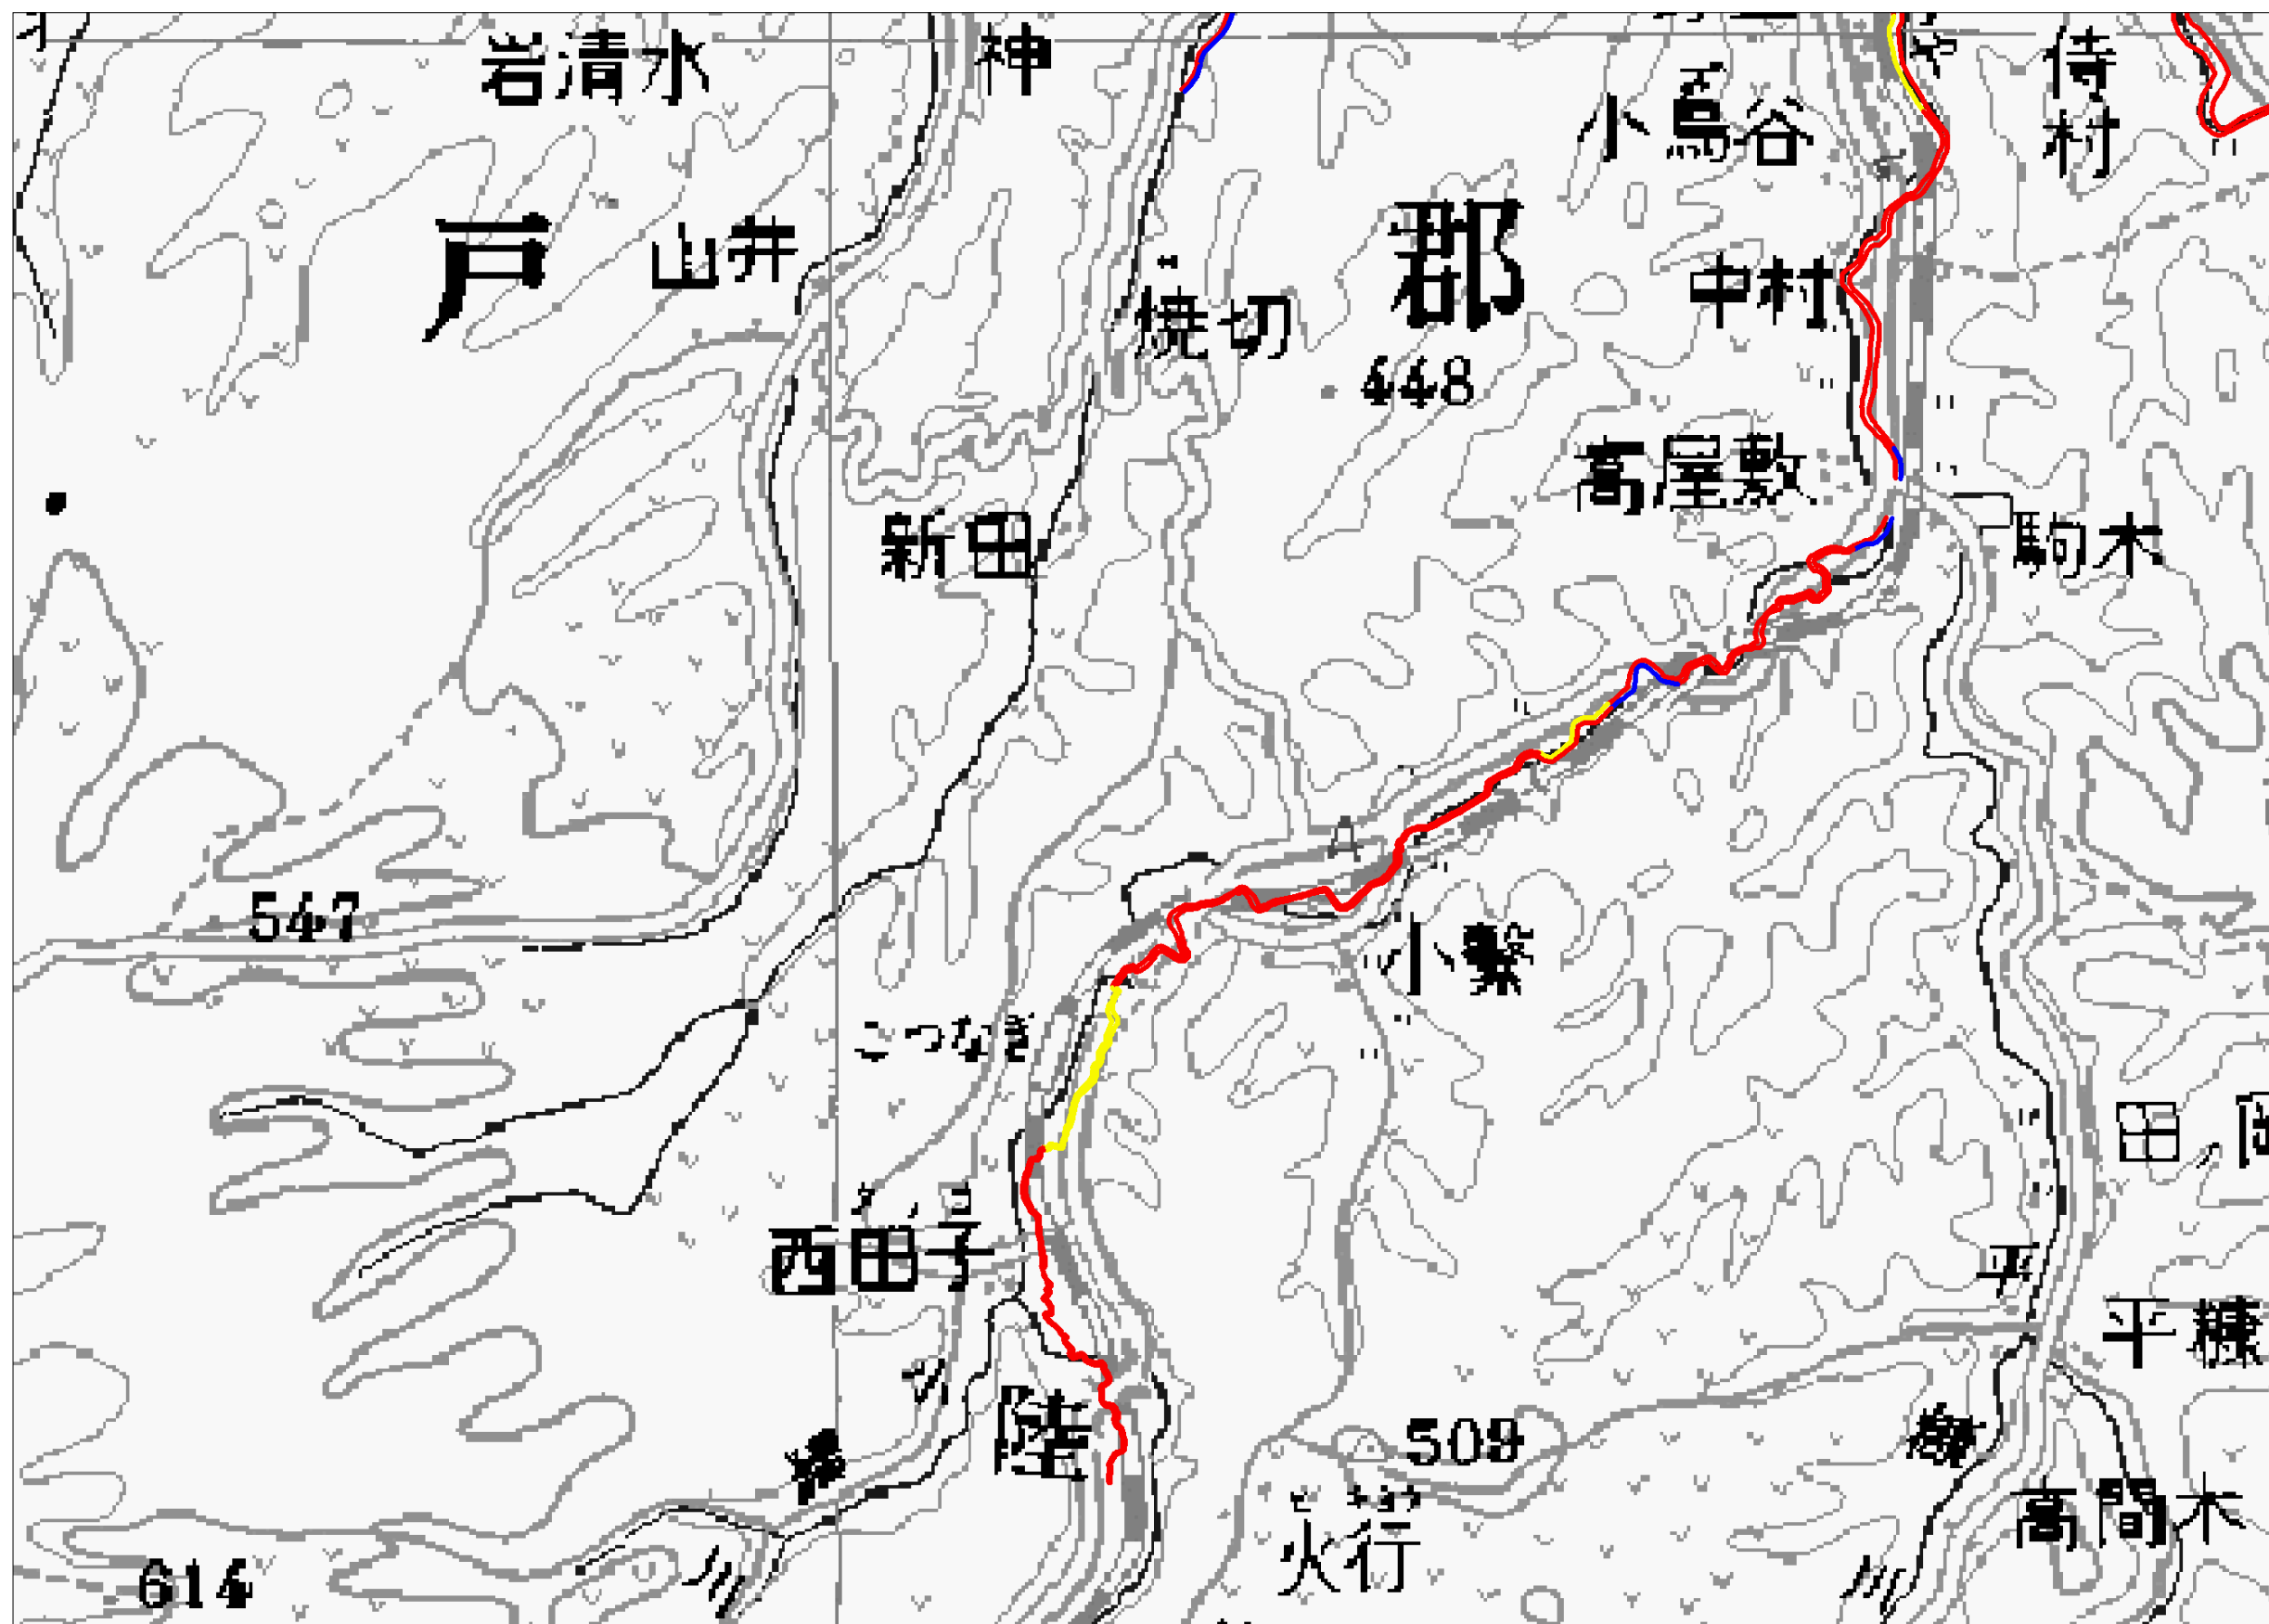 岩清水
神
侍村
小鳥谷
戸
山井
郡
中村
焼切
448
高屋敷
新田
駒木
547
小繋
こつなぎ
田
西田子
平
平糠
陸
509
高間木
火行
川
614
川